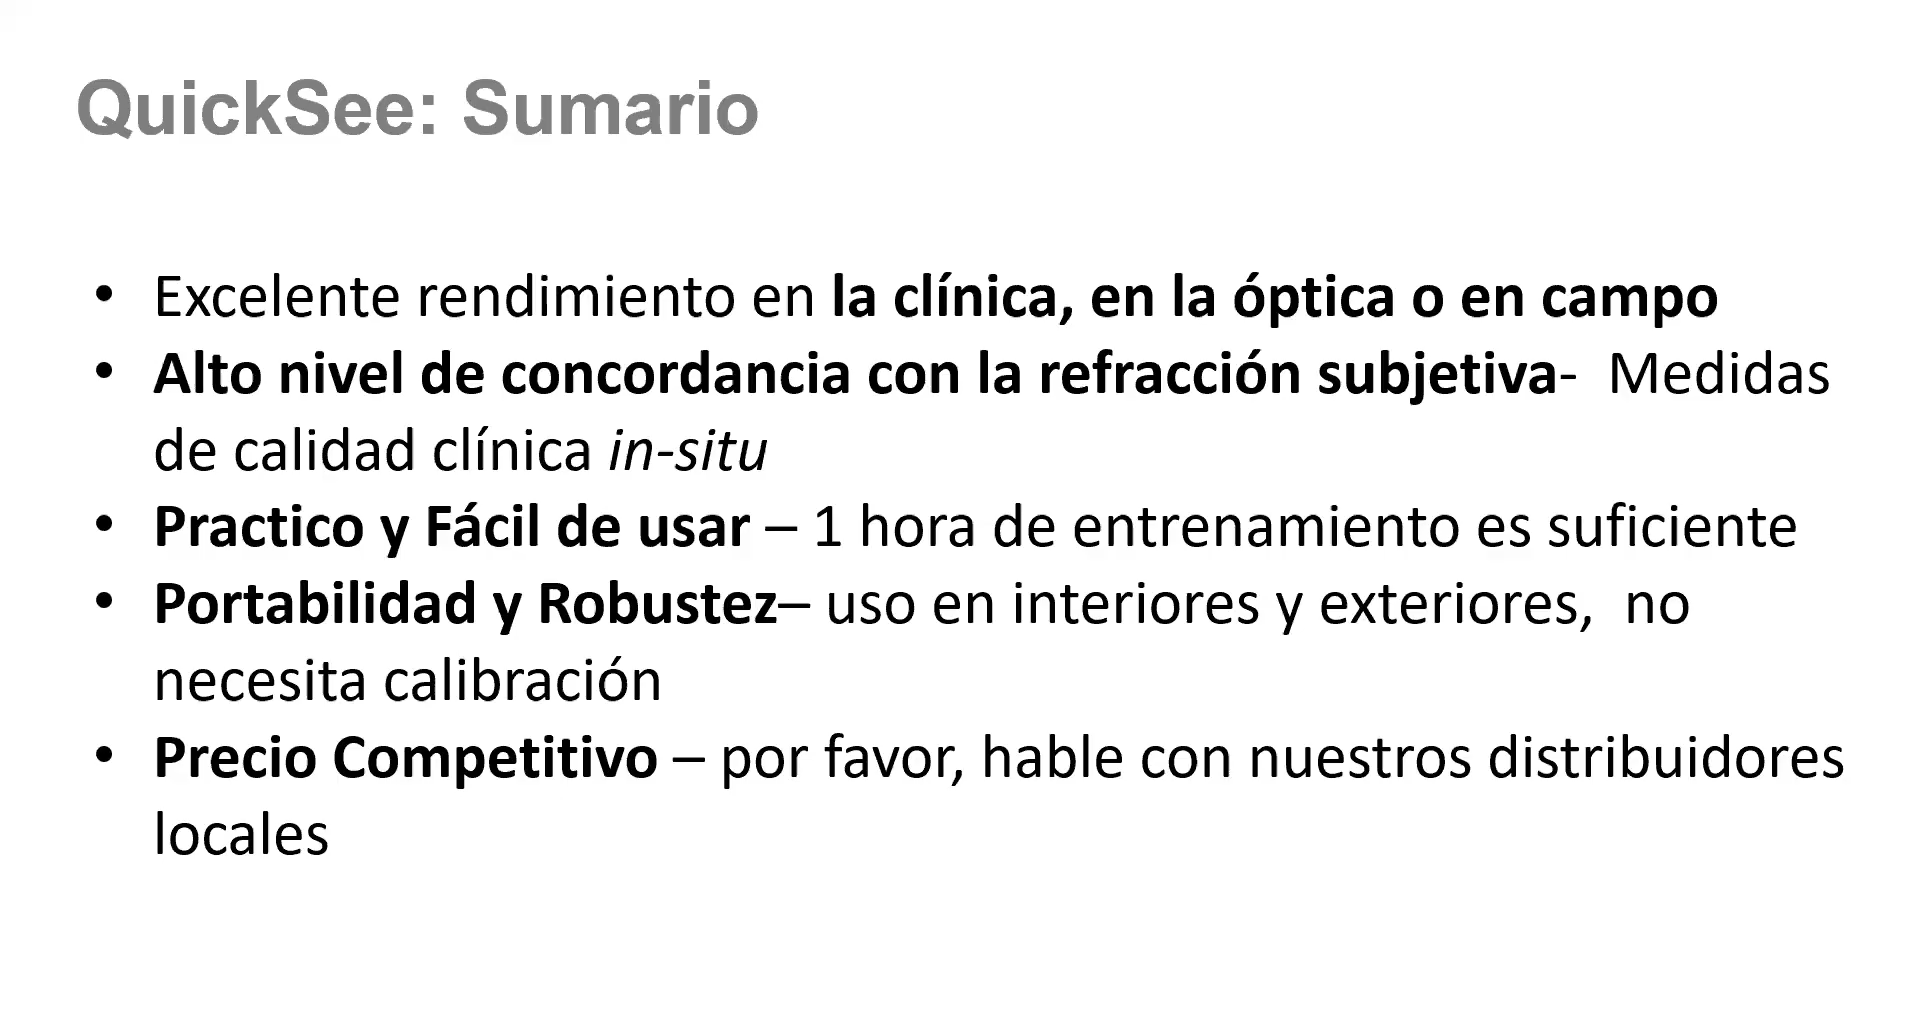 QuickSee: Sumario
• Excelente rendimiento en la clínica, en la óptica o en campo
• Alto nivel de concordancia con la refracción subjetiva-  Medidas
de calidad clínica in-situ
• Practico y Fácil de usar – 1 hora de entrenamiento es suficiente
• Portabilidad y Robustez– uso en interiores y exteriores,  no
necesita calibración
• Precio Competitivo – por favor, hable con nuestros distribuidores
locales